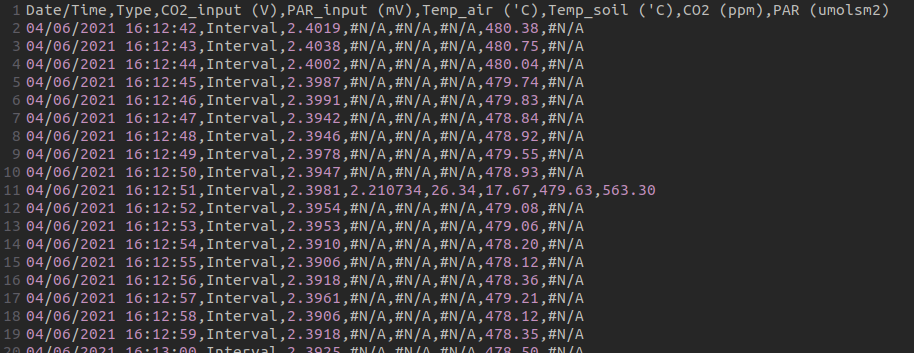 1 Date/Time,Type,CO2_input (V),PAR_input (mV),Temp_air ('C),Temp_soil ('C),CO2 (ppm),PAR (umolsm2)
2 04/06/2021 16:12:42,Interval,2.4019,#N/A,#N/A,#N/A,480.38,#N/A
3 04/06/2021 16:12:43,Interval,2.4038,#N/A,#N/A,#N/A,480.75,#N/A
4 04/06/2021 16:12:44,Interval,2.4002,#N/A,#N/A,#N/A,480.04,#N/A
5 04/06/2021 16:12:45,Interval,2.3987,#N/A,#N/A,#N/A,479.74,#N/A
6 04/06/2021 16:12:46,Interval,2.3991,#N/A,#N/A,#N/A,479.83,#N/A
7 04/06/2021 16:12:47,Interval,2.3942,#N/A,#N/A,#N/A,478.84,#N/A
8 04/06/2021 16:12:48,Interval,2.3946,#N/A,#N/A,#N/A,478.92,#N/A
9 04/06/2021 16:12:49,Interval,2.3978,#N/A,#N/A,#N/A,479.55,#N/A
10 04/06/2021 16:12:50,Interval,2.3947,#N/A,#N/A,#N/A,478.93,#N/A
11 04/06/2021 16:12:51,Interval,2.3981,2.210734,26.34,17.67,479.63,563.30
12 04/06/2021 16:12:52,Interval,2.3954,#N/A,#N/A,#N/A,479.08,#N/A
13 04/06/2021 16:12:53,Interval,2.3953,#N/A,#N/A,#N/A,479.06,#N/A
14 04/06/2021 16:12:54,Interval,2.3910,#N/A,#N/A,#N/A,478.20,#N/A
15 04/06/2021 16:12:55,Interval,2.3906,#N/A,#N/A,#N/A,478.12,#N/A
16 04/06/2021 16:12:56,Interval,2.3918,#N/A,#N/A,#N/A,478.36,#N/A
17 04/06/2021 16:12:57,Interval,2.3961,#N/A,#N/A,#N/A,479.21,#N/A
18 04/06/2021 16:12:58,Interval,2.3906,#N/A,#N/A,#N/A,478.12,#N/A
19 04/06/2021 16:12:59,Interval,2.3918,#N/A,#N/A,#N/A,478.35,#N/A
20 04/06/2021 16:13:00,Interval,2.3925,#N/A,#N/A,#N/A,478.50,#N/A